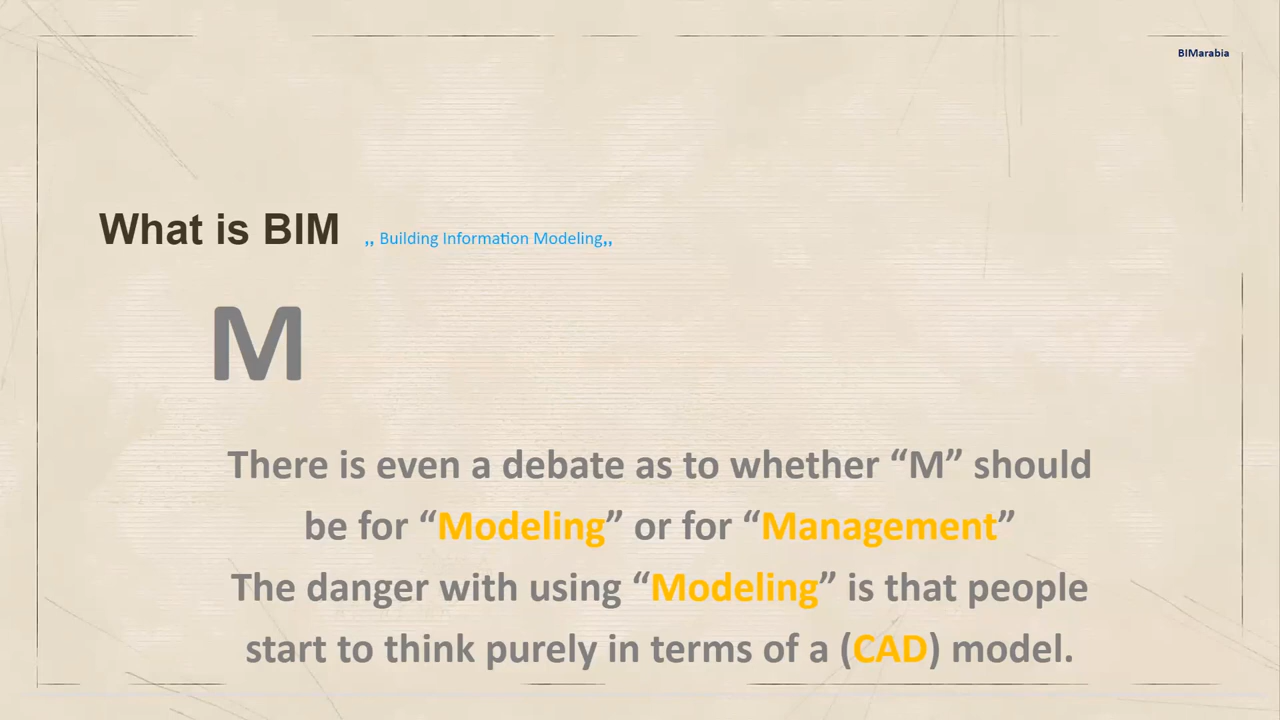 BIMarabia
What is BIM ,, Building Information Modeling,,
M
There is even a debate as to whether “M” should
be for “Modeling” or for “Management”
The danger with using “Modeling” is that people
start to think purely in terms of a (CAD) model.